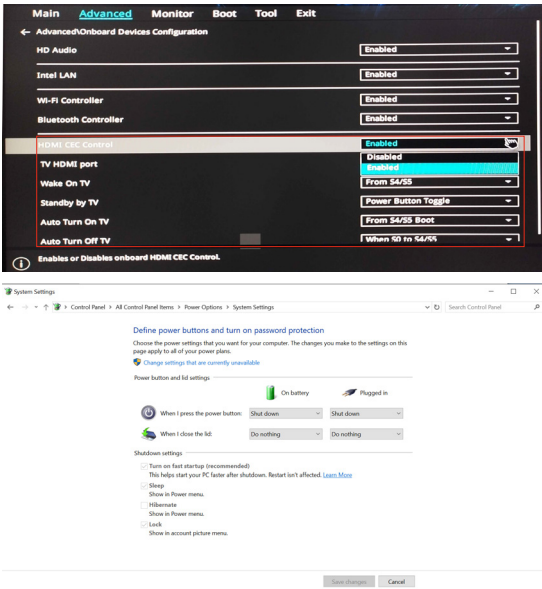 Main Advanced Monitor Boot Tool Exit
← Advanced\Onboard Devices Configuration
HD Audio Enabled
Intel LAN Enabled
Wi-Fi Controller Enabled
Bluetooth Controller Enabled
HDMI CEC Control Enabled
Disabled
TV HDMI port Enabled
Wake On TV From S4/S5
Standby by TV Power Button Toggle
Auto Turn On TV From S4/S5 Boot
Auto Turn Off TV When S0 to S4/S5
Enables or Disables onboard HDMI CEC Control.
System Settings
Control Panel > All Control Panel Items > Power Options > System Settings Search Control Panel
Define power buttons and turn on password protection
Choose the power settings that you want for your computer. The changes you make to the settings on this
page apply to all of your power plans.
Change settings that are currently unavailable
Power button and lid settings
On battery Plugged in
When I press the power button: Shut down Shut down
When I close the lid: Do nothing Do nothing
Shutdown settings
Turn on fast startup (recommended)
This helps start your PC faster after shutdown. Restart isn't affected. Learn More
Sleep
Show in Power menu.
Hibernate
Show in Power menu.
Lock
Show in account picture menu.
Save changes Cancel